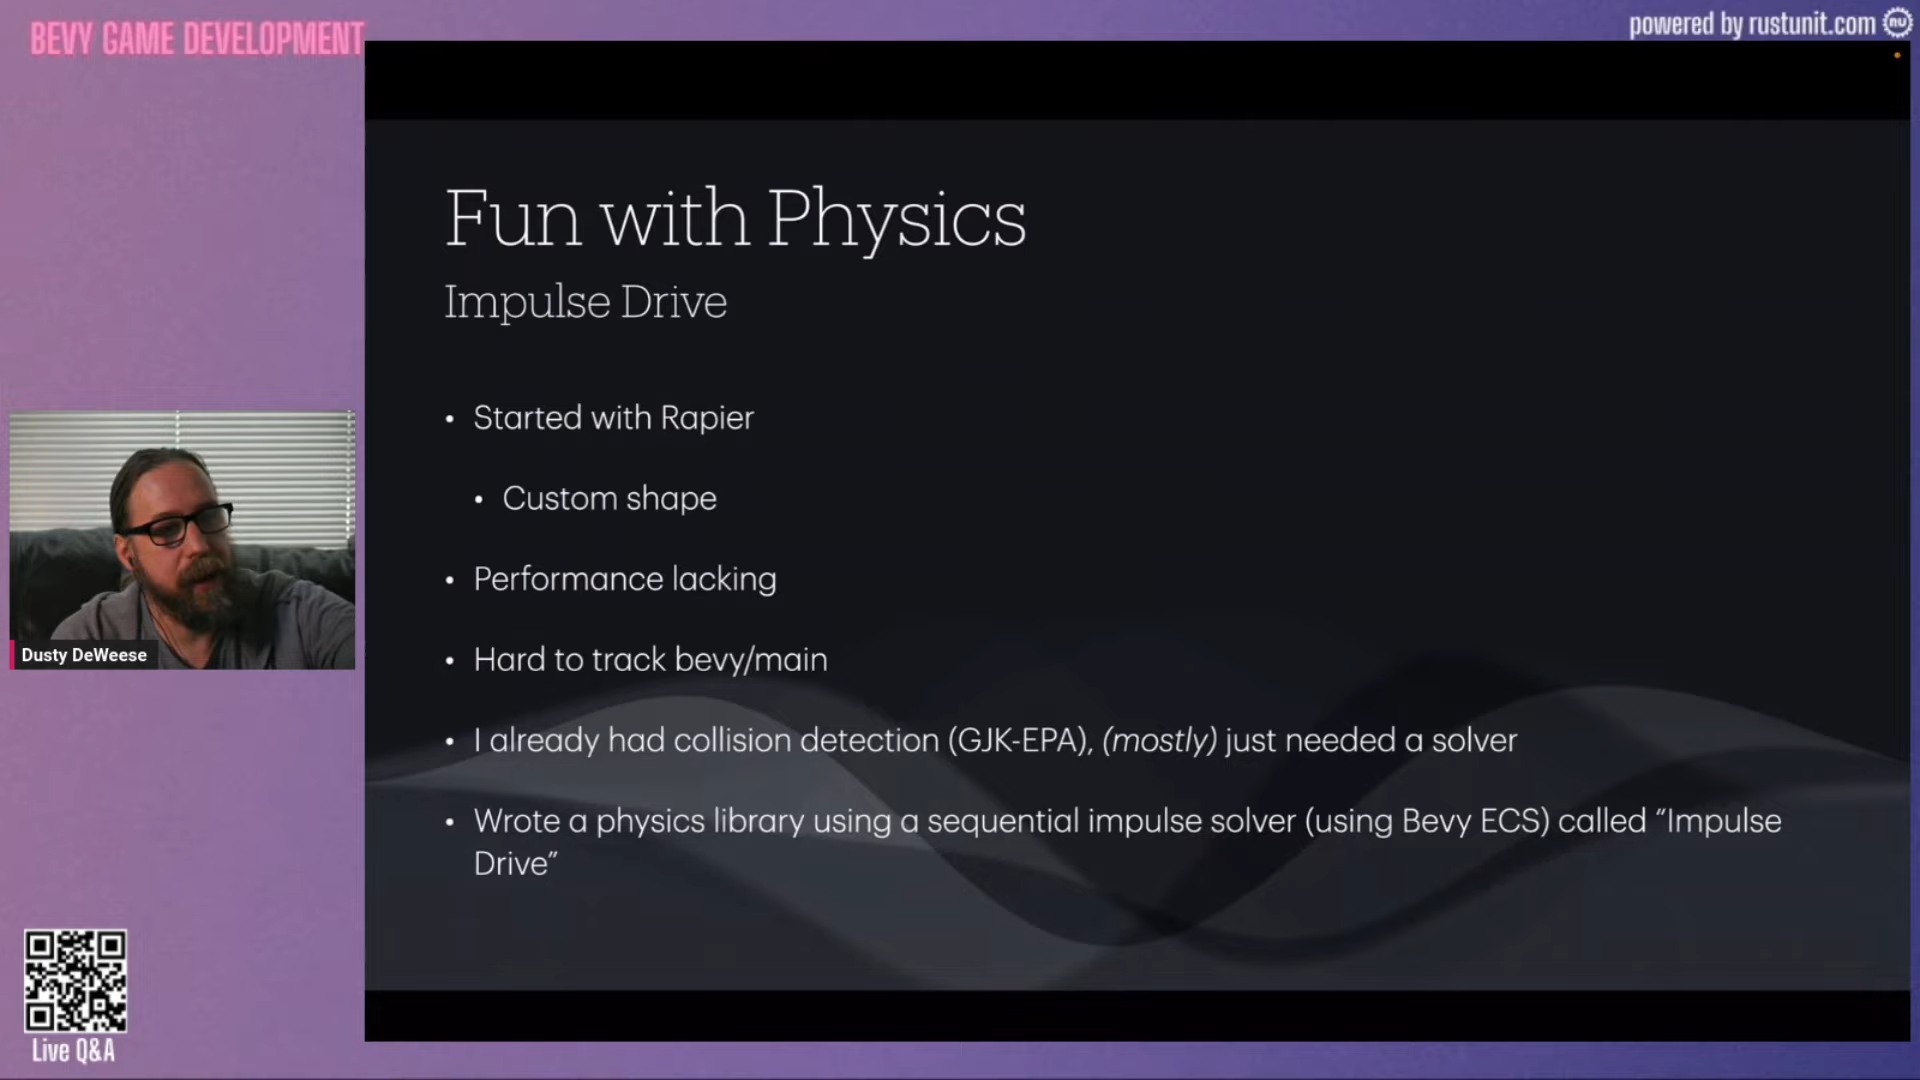 BEVY GAME DEVELOPMENT
powered by rustunit.com
RU
Fun with Physics
Impulse Drive
• Started with Rapier
• Custom shape
• Performance lacking
• Hard to track bevy/main
• I already had collision detection (GJK-EPA), (mostly) just needed a solver
• Wrote a physics library using a sequential impulse solver (using Bevy ECS) called “Impulse
Drive”
Dusty DeWeese
Live Q&A